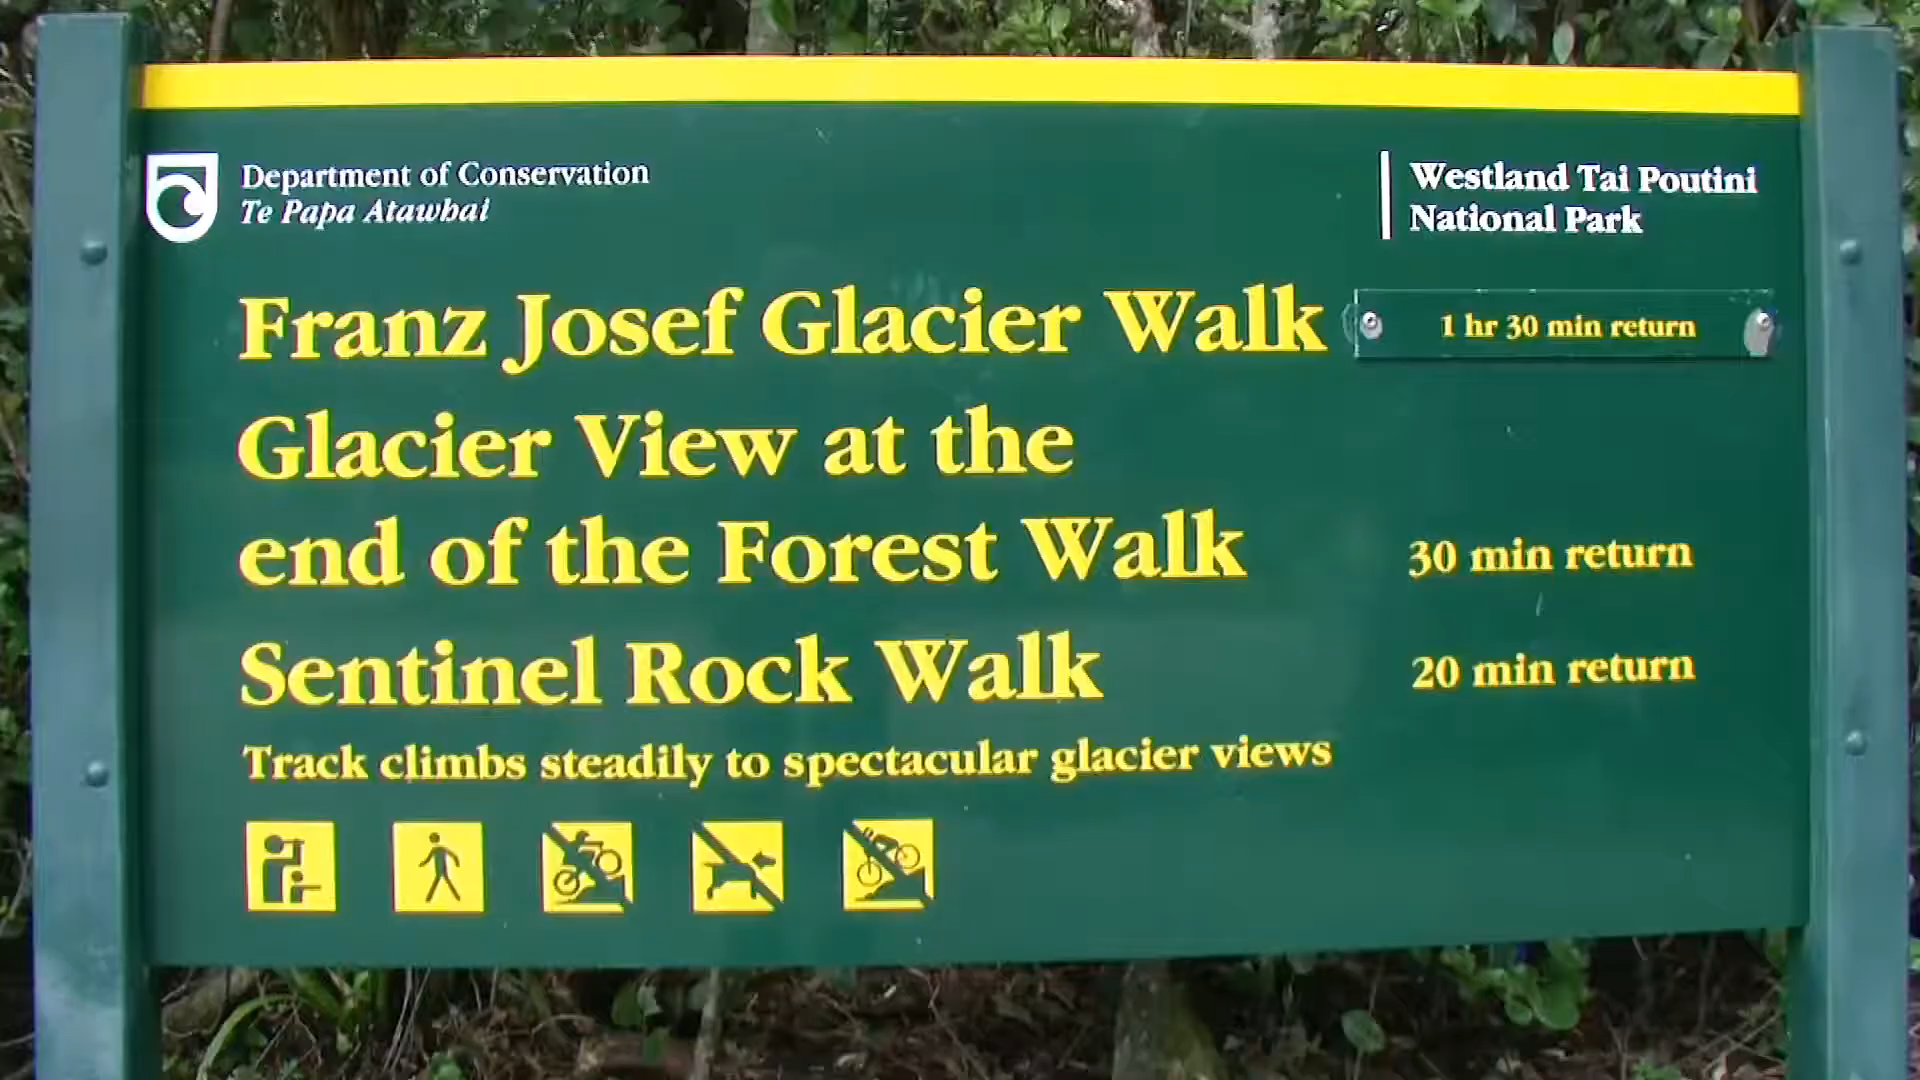 Department of Conservation
Te Papa Atawhai
Westland Tai Poutini
National Park
Franz Josef Glacier Walk 1 hr 30 min return
Glacier View at the
end of the Forest Walk 30 min return
Sentinel Rock Walk 20 min return
Track climbs steadily to spectacular glacier views